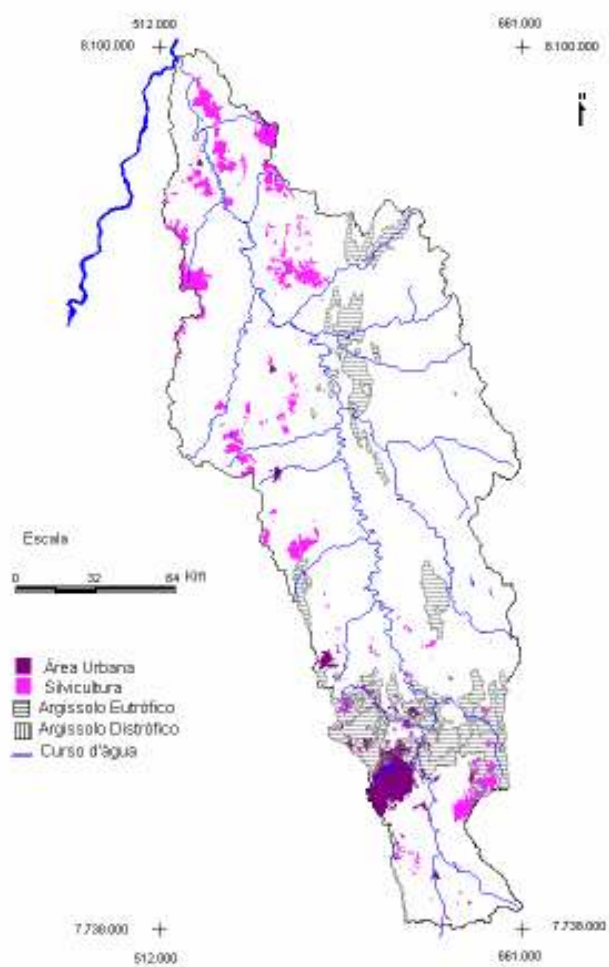 512.000 661.000
8.100.000 8.100.000
Escala
0 32 64 Km
Área Urbana
Silvicultura
Argissolo Eutrófico
Argissolo Distrófico
Curso d'água
7.738.000 7.738.000
512.000 661.000